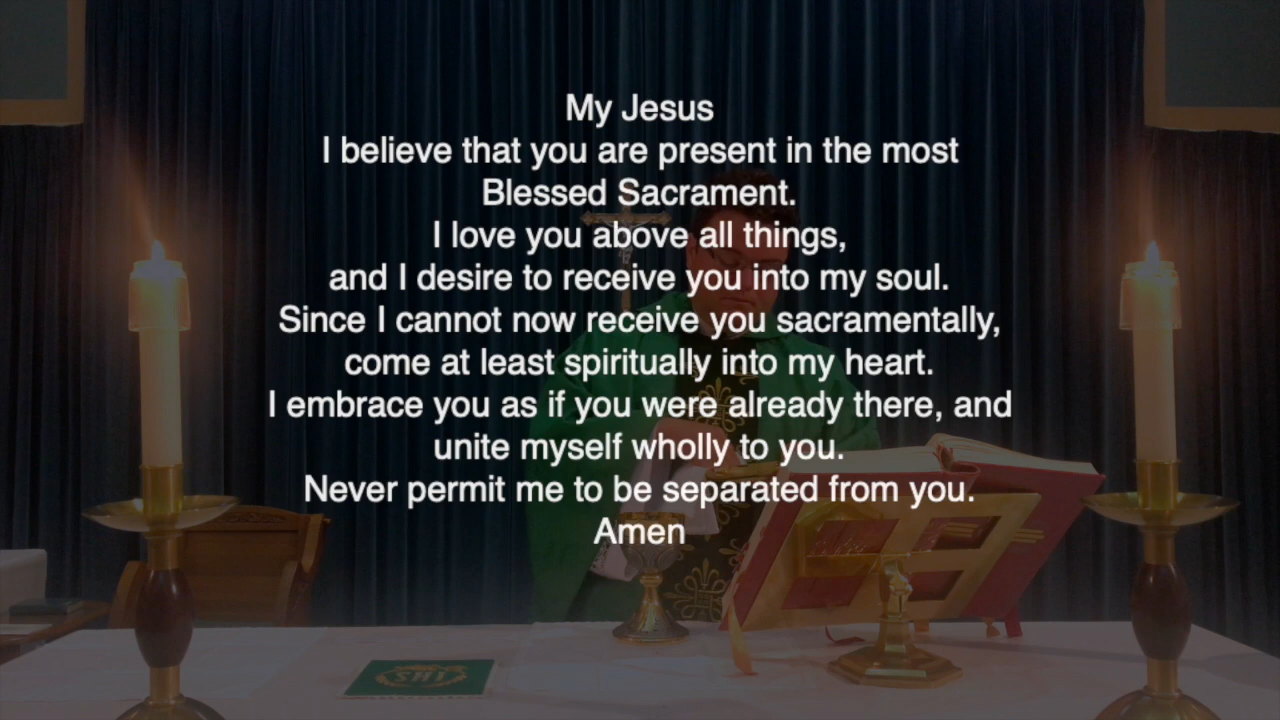 My Jesus
I believe that you are present in the most
Blessed Sacrament.
I love you above all things,
and I desire to receive you into my soul.
Since I cannot now receive you sacramentally,
come at least spiritually into my heart.
I embrace you as if you were already there, and
unite myself wholly to you.
Never permit me to be separated from you.
Amen